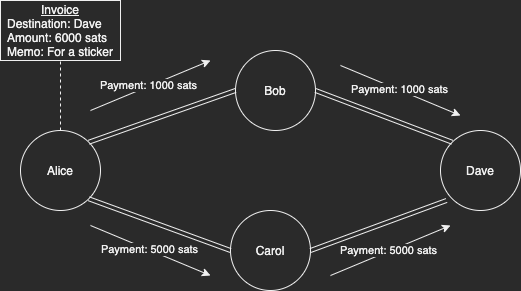 Invoice
Destination: Dave
Amount: 6000 sats
Memo: For a sticker
Payment: 1000 sats
Payment: 1000 sats
Bob
Alice
Dave
Payment: 5000 sats
Carol
Payment: 5000 sats